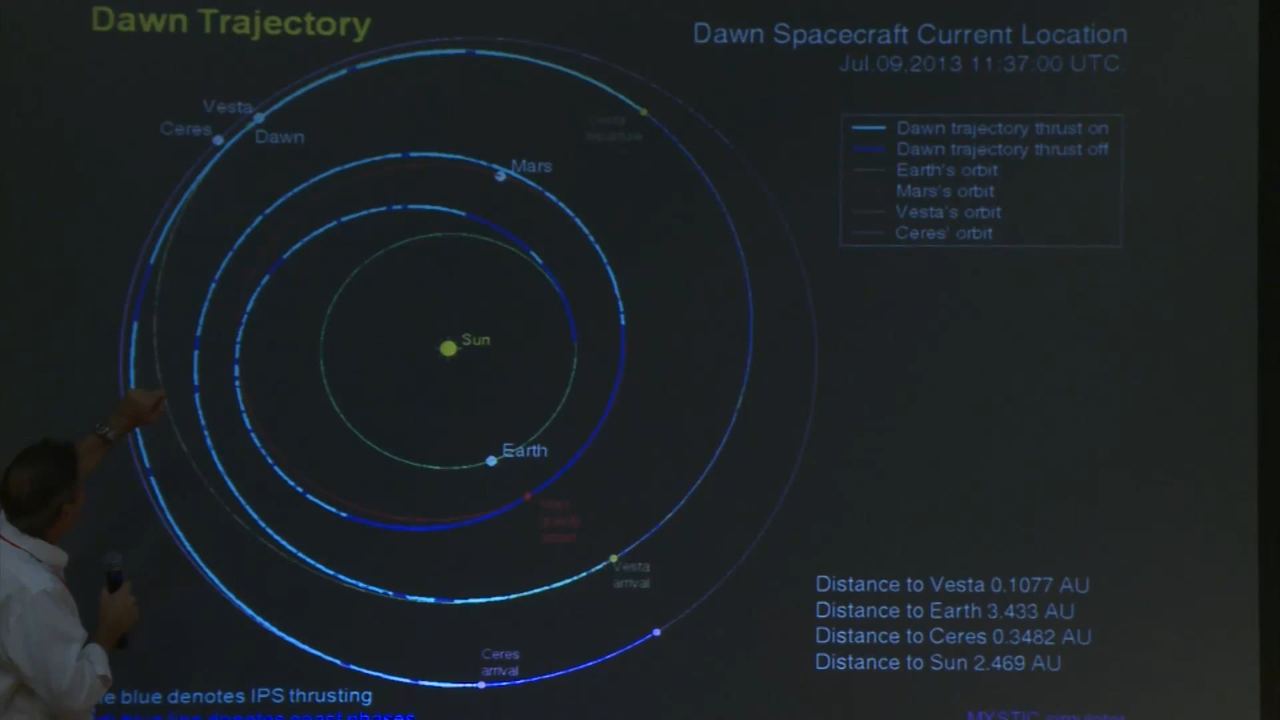 Dawn Trajectory
Dawn Spacecraft Current Location
Jul.09,2013 11:37:00 UTC.
Dawn trajectory thrust on
Dawn trajectory thrust off
Earth's orbit
Mars's orbit
Vesta's orbit
Ceres' orbit
Vesta
Ceres
Dawn
Mars
Sun
Earth
Vesta
arrival
Ceres
arrival
Distance to Vesta 0.1077 AU
Distance to Earth 3.433 AU
Distance to Ceres 0.3482 AU
Distance to Sun 2.469 AU
blue denotes IPS thrusting